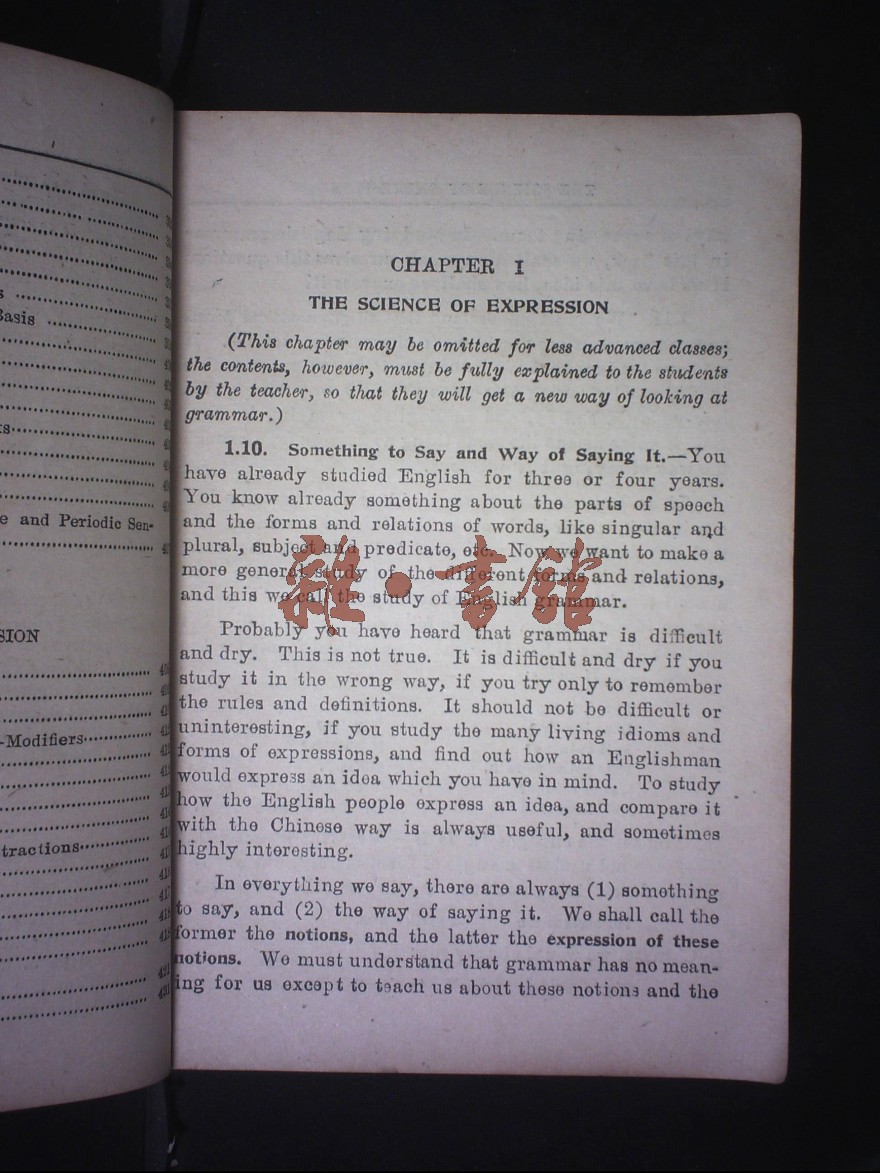 Basis
e and Periodic Sen-
SION
-Modifiers
tractions
421
431
CHAPTER I
THE SCIENCE OF EXPRESSION
(This chapter may be omitted for less advanced classes;
the contents, however, must be fully explained to the students
by the teacher, so that they will get a new way of looking at
grammar.)
1.10. Something to Say and Way of Saying It.—You
have already studied English for three or four years.
You know already something about the parts of speech
and the forms and relations of words, like singular and
plural, subject and predicate, etc. Now we want to make a
more general study of the different forms and relations,
and this we call the study of English grammar.
雜·書館
Probably you have heard that grammar is difficult
and dry. This is not true. It is difficult and dry if you
study it in the wrong way, if you try only to remember
the rules and definitions. It should not be difficult or
uninteresting, if you study the many living idioms and
forms of expressions, and find out how an Englishman
would express an idea which you have in mind. To study
how the English people express an idea, and compare it
with the Chinese way is always useful, and sometimes
highly interesting.
In everything we say, there are always (1) something
to say, and (2) the way of saying it. We shall call the
former the notions, and the latter the expression of these
notions. We must understand that grammar has no mean-
ing for us except to teach us about these notions and the